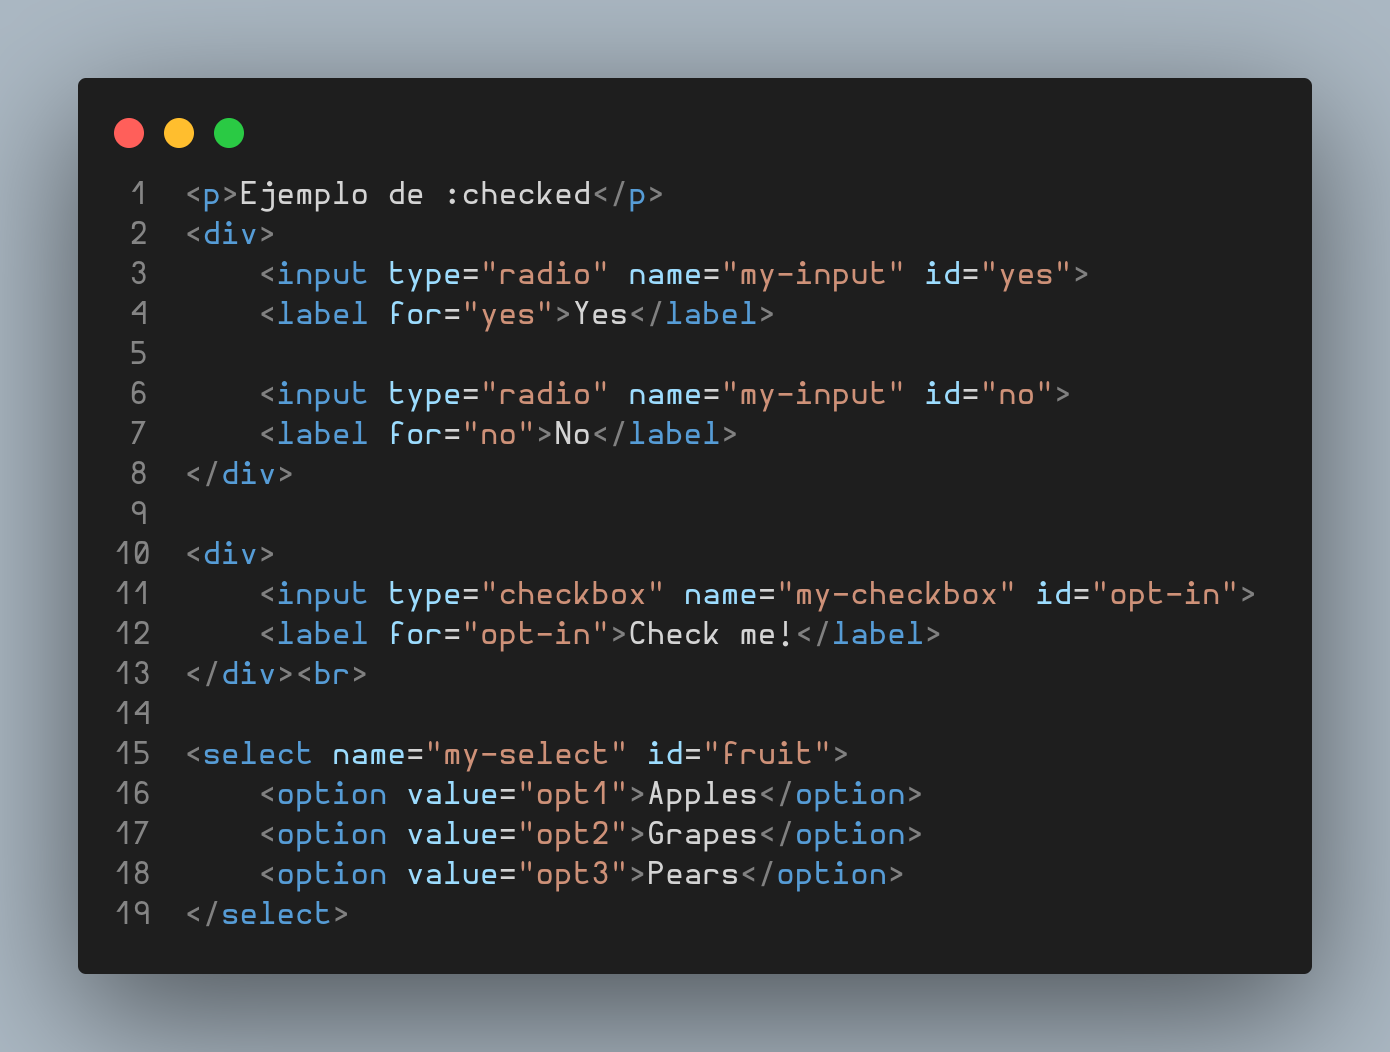 1 <p>Ejemplo de :checked</p>
2 <div>
3     <input type="radio" name="my-input" id="yes">
4     <label for="yes">Yes</label>
5
6     <input type="radio" name="my-input" id="no">
7     <label for="no">No</label>
8 </div>
9
10 <div>
11     <input type="checkbox" name="my-checkbox" id="opt-in">
12     <label for="opt-in">Check me!</label>
13 </div><br>
14
15 <select name="my-select" id="fruit">
16     <option value="opt1">Apples</option>
17     <option value="opt2">Grapes</option>
18     <option value="opt3">Pears</option>
19 </select>